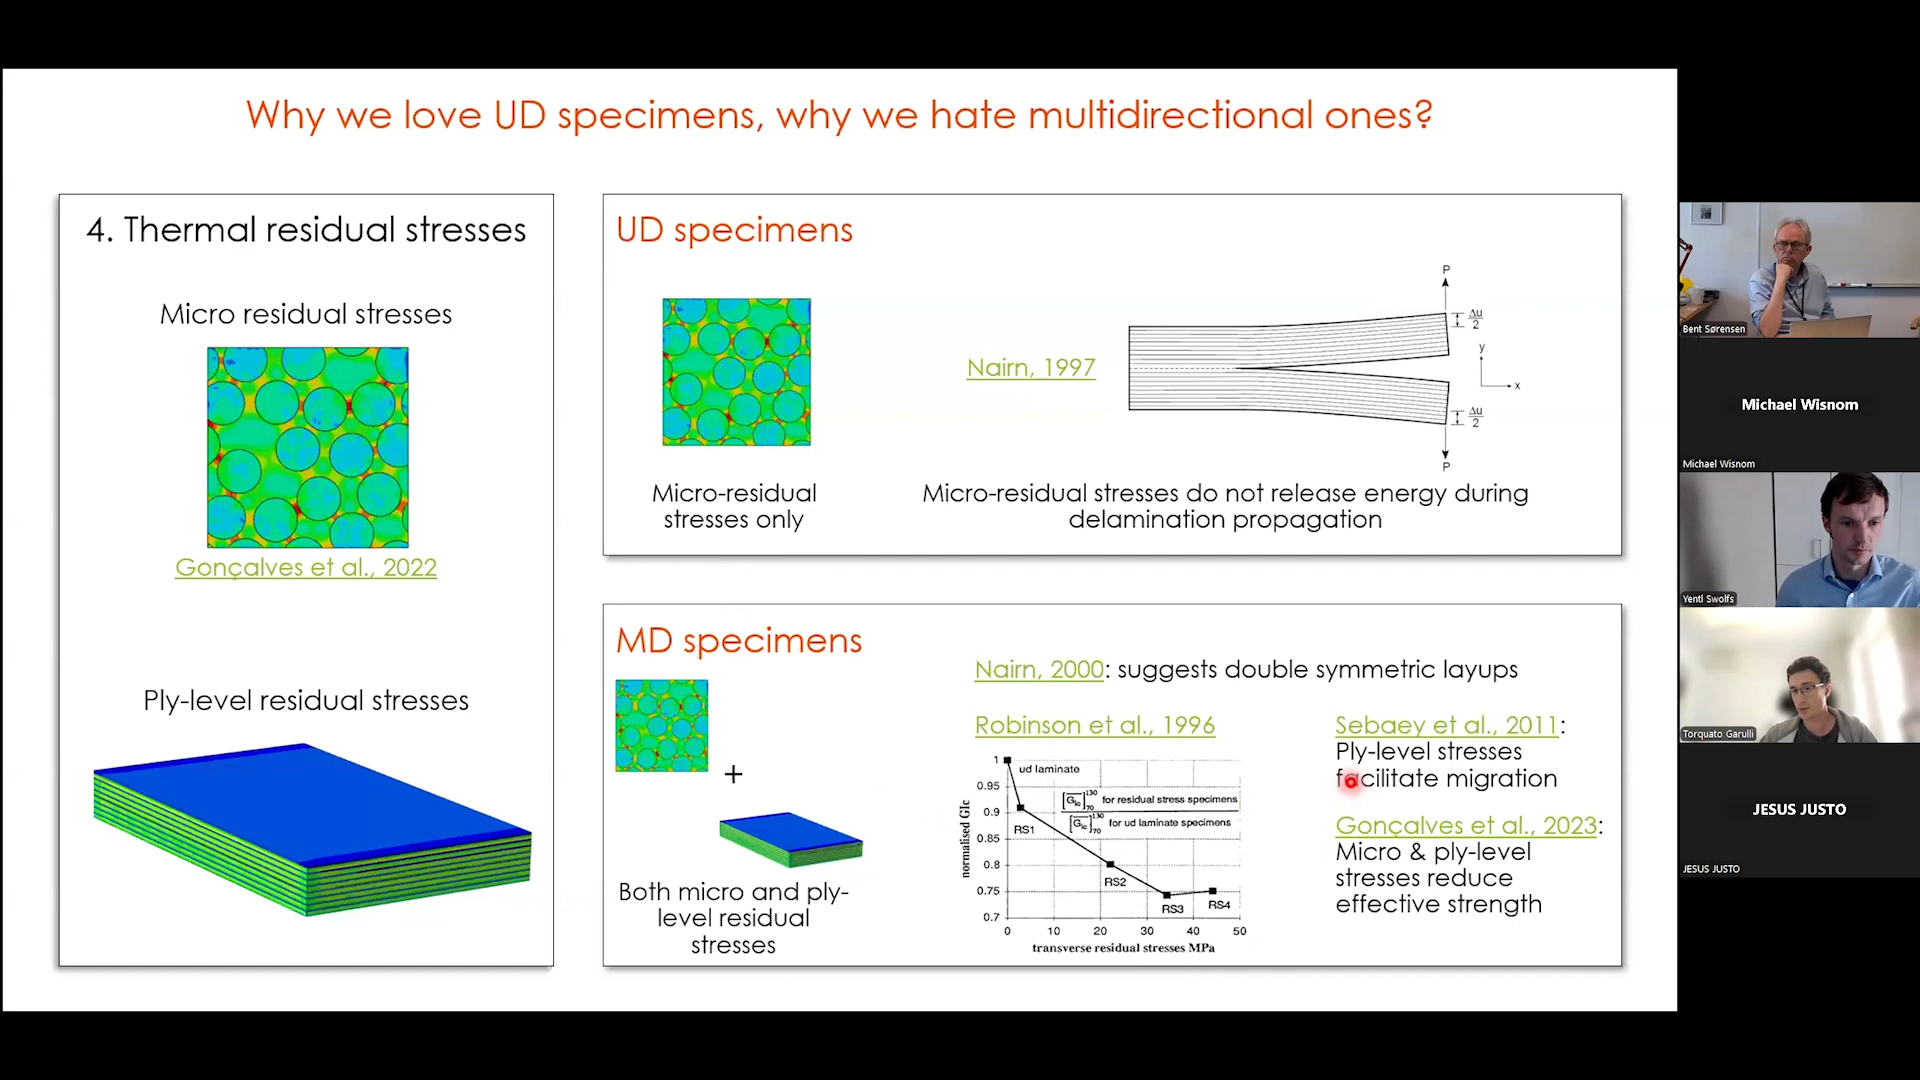 Why we love UD specimens, why we hate multidirectional ones?
4. Thermal residual stresses
Micro residual stresses
Gonçalves et al., 2022
Ply-level residual stresses
UD specimens
Micro-residual
stresses only
Nairn, 1997
P
Δu
2
y
x
Δu
2
P
Micro-residual stresses do not release energy during
delamination propagation
MD specimens
+
Both micro and ply-
level residual
stresses
Nairn, 2000: suggests double symmetric layups
Robinson et al., 1996
normalised GIc
1
0.95
0.9
0.85
0.8
0.75
0.7
ud laminate
for residual stress specimens
for ud laminate specimens
RS1
RS2
RS3
RS4
0 10 20 30 40 50
transverse residual stresses MPa
Sebaey et al., 2011:
Ply-level stresses
facilitate migration
Gonçalves et al., 2023:
Micro & ply-level
stresses reduce
effective strength
Bent Sørensen
Michael Wisnom
Michael Wisnom
Yentl Swolfs
Torquato Garulli
JESUS JUSTO
JESUS JUSTO